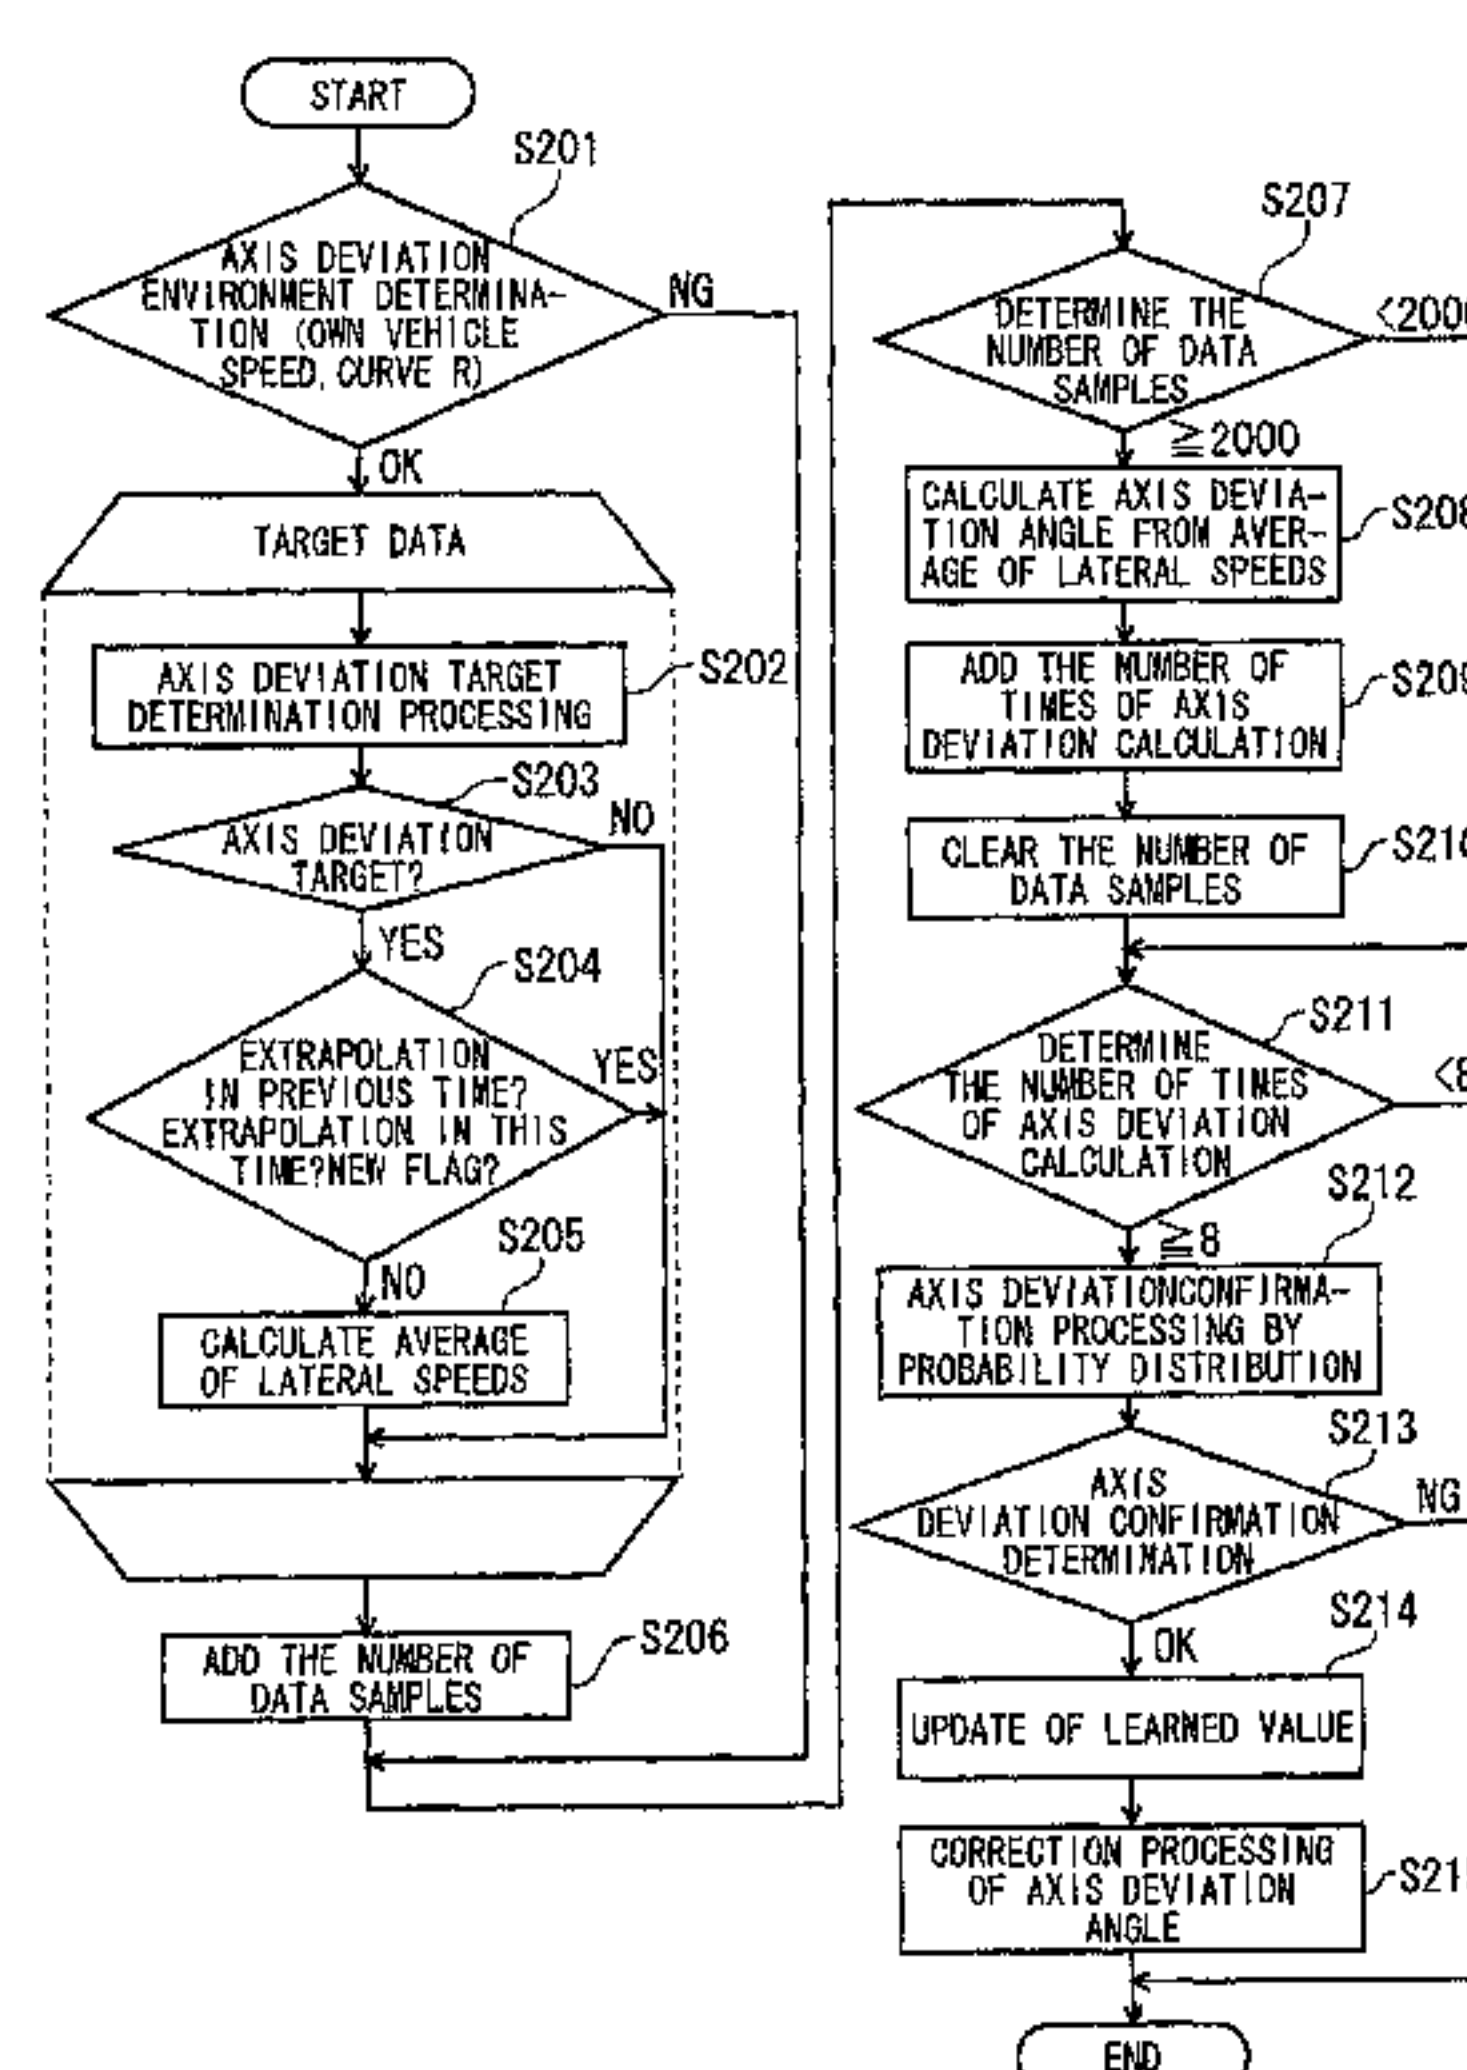 START
S201
AXIS DEVIATION
ENVIRONMENT DETERMINA-
TION (OWN VEHICLE
SPEED, CURVE R)
NG
OK
TARGET DATA
AXIS DEVIATION TARGET
DETERMINATION PROCESSING
S202
S203
AXIS DEVIATION
TARGET?
NO
YES
S204
EXTRAPOLATION
IN PREVIOUS TIME?
EXTRAPOLATION IN THIS
TIME?NEW FLAG?
YES
S205
NO
CALCULATE AVERAGE
OF LATERAL SPEEDS
ADD THE NUMBER OF
DATA SAMPLES
S206
S207
DETERMINE THE
NUMBER OF DATA
SAMPLES
<200
≧2000
CALCULATE AXIS DEVIA-
TION ANGLE FROM AVER-
AGE OF LATERAL SPEEDS
S208
ADD THE NUMBER OF
TIMES OF AXIS
DEVIATION CALCULATION
S209
CLEAR THE NUMBER OF
DATA SAMPLES
S210
S211
DETERMINE
THE NUMBER OF TIMES
OF AXIS DEVIATION
CALCULATION
<8
S212
≧8
AXIS DEVIATIONCONFIRMA-
TION PROCESSING BY
PROBABILITY DISTRIBUTION
S213
AXIS
DEVIATION CONFIRMATION
DETERMINATION
NG
S214
OK
UPDATE OF LEARNED VALUE
CORRECTION PROCESSING
OF AXIS DEVIATION
ANGLE
S21
END